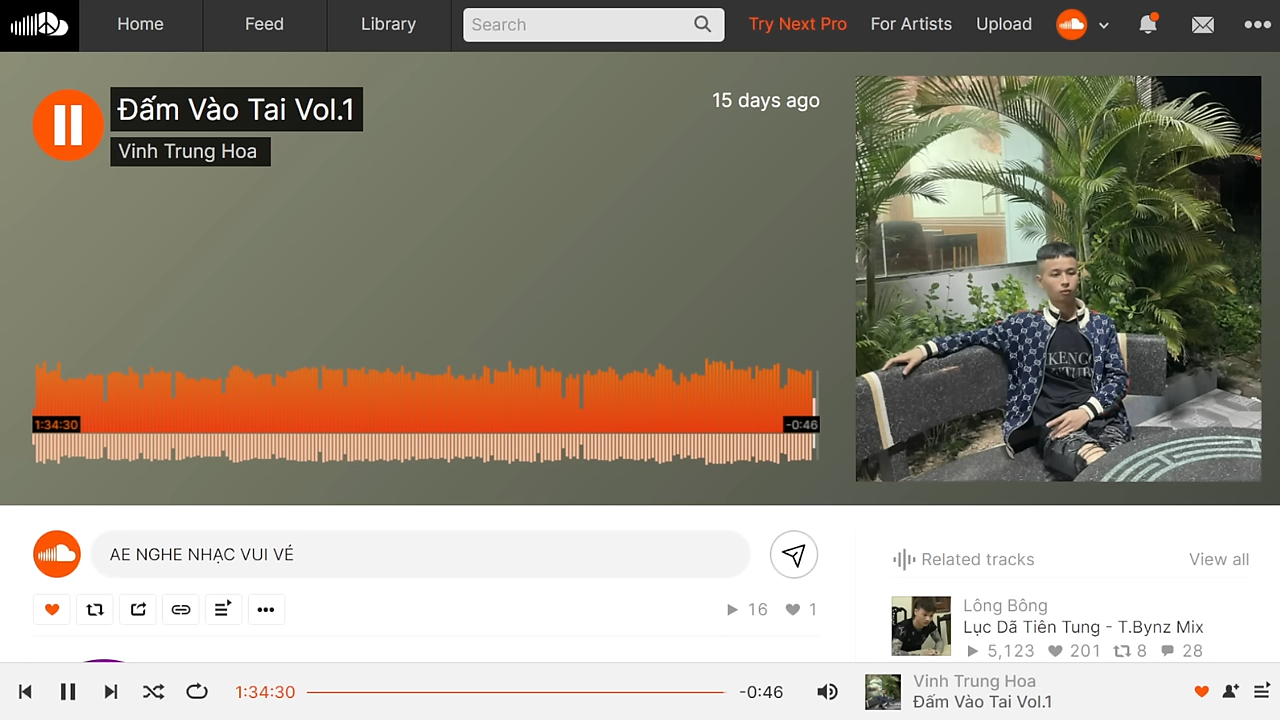 Home
Feed
Library
Search
Try Next Pro
For Artists
Upload
Đấm Vào Tai Vol.1
Vinh Trung Hoa
15 days ago
1:34:30
-0:46
AE NGHE NHẠC VUI VÉ
16
1
Related tracks
View all
Lông Bông
Lục Dã Tiên Tung - T.Bynz Mix
5,123 201 8 28
1:34:30
-0:46
Vinh Trung Hoa
Đấm Vào Tai Vol.1